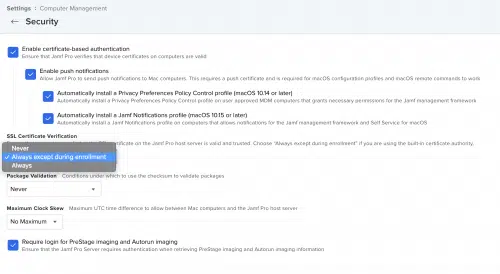 Settings : Computer Management
← Security
Enable certificate-based authentication
Ensure that Jamf Pro verifies that device certificates on computers are valid
Enable push notifications
Allow Jamf Pro to send push notifications to Mac computers. This requires a push certificate and is required for macOS configuration profiles and macOS remote commands to work
Automatically install a Privacy Preferences Policy Control profile (macOS 10.14 or later)
Automatically install a Privacy Preferences Policy Control profile on user approved MDM computers that grants necessary permissions for the Jamf management framework
Automatically install a Jamf Notifications profile (macOS 10.15 or later)
Automatically install a Jamf Notifications profile on computers that allows notifications for the Jamf management framework and Self Service for macOS
SSL Certificate Verification
certificate on the Jamf Pro host server is valid and trusted. Choose "Always except during enrollment" if you are using the built-in certificate authority.
Never
✓ Always except during enrollment
Always
Package Validation Conditions under which to use the checksum to validate packages
Never
Maximum Clock Skew Maximum UTC time difference to allow between Mac computers and the Jamf Pro host server
No Maximum
Require login for PreStage imaging and Autorun imaging
Ensure that the Jamf Pro Server requires authentication when retrieving PreStage imaging and Autorun imaging information